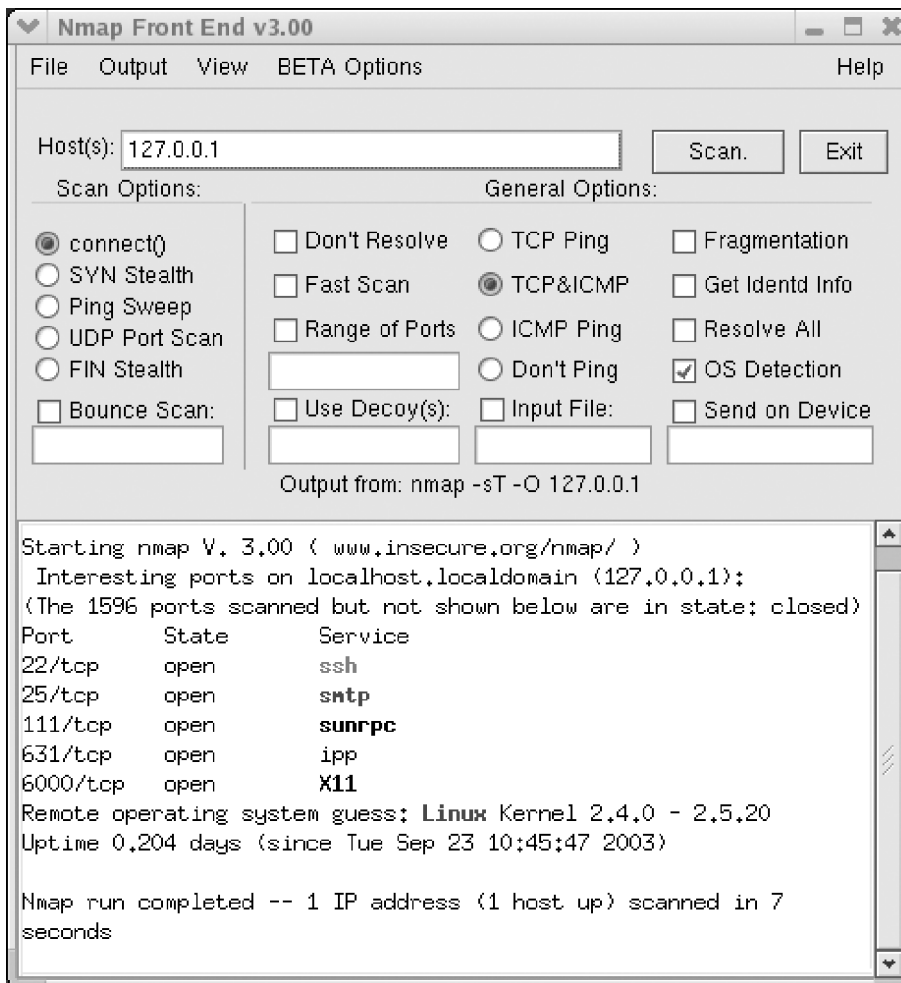 Nmap Front End v3.00
File Output View BETA Options Help
Host(s): 127.0.0.1 Scan. Exit
Scan Options: General Options:
connect() Don't Resolve TCP Ping Fragmentation
SYN Stealth Fast Scan TCP&ICMP Get Identd Info
Ping Sweep Range of Ports ICMP Ping Resolve All
UDP Port Scan Don't Ping OS Detection
FIN Stealth
Bounce Scan: Use Decoy(s): Input File: Send on Device
Output from: nmap -sT -O 127.0.0.1
Starting nmap V. 3.00 ( www.insecure.org/nmap/ )
Interesting ports on localhost.localdomain (127.0.0.1):
(The 1596 ports scanned but not shown below are in state: closed)
Port State Service
22/tcp open ssh
25/tcp open smtp
111/tcp open sunrpc
631/tcp open ipp
6000/tcp open X11
Remote operating system guess: Linux Kernel 2.4.0 - 2.5.20
Uptime 0.204 days (since Tue Sep 23 10:45:47 2003)
Nmap run completed -- 1 IP address (1 host up) scanned in 7
seconds